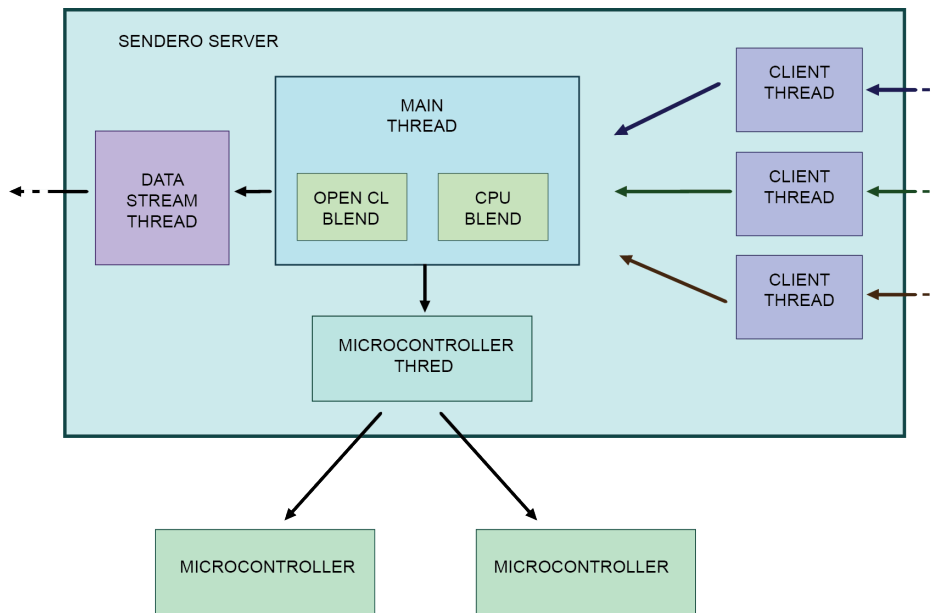 SENDERO SERVER
MAIN
THREAD
OPEN CL
BLEND
CPU
BLEND
DATA
STREAM
THREAD
CLIENT
THREAD
CLIENT
THREAD
CLIENT
THREAD
MICROCONTROLLER
THRED
MICROCONTROLLER
MICROCONTROLLER